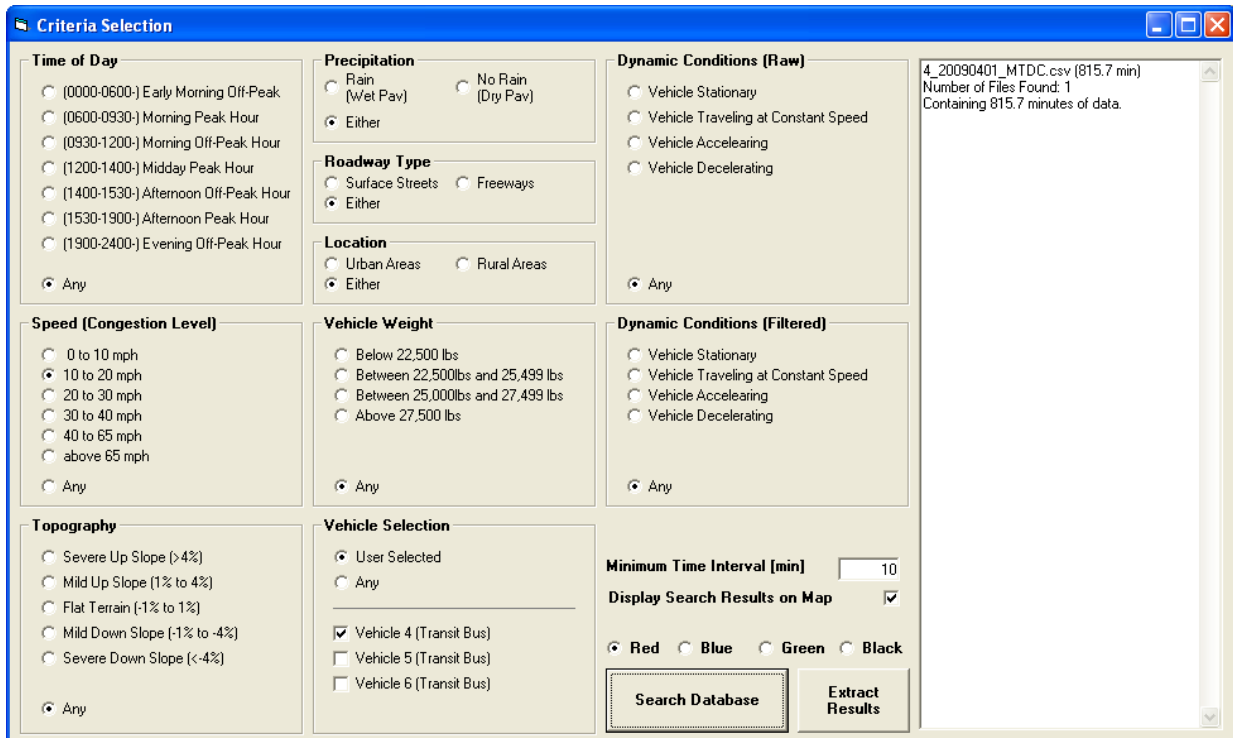 Criteria Selection
Time of Day
(0000-0600-) Early Morning Off-Peak
(0600-0930-) Morning Peak Hour
(0930-1200-) Morning Off-Peak Hour
(1200-1400-) Midday Peak Hour
(1400-1530-) Afternoon Off-Peak Hour
(1530-1900-) Afternoon Peak Hour
(1900-2400-) Evening Off-Peak Hour
Any
Precipitation
Rain
(Wet Pav)
No Rain
(Dry Pav)
Either
Roadway Type
Surface Streets
Freeways
Either
Location
Urban Areas
Rural Areas
Either
Dynamic Conditions (Raw)
Vehicle Stationary
Vehicle Traveling at Constant Speed
Vehicle Accelearing
Vehicle Decelerating
Any
4_20090401_MTDC.csv (815.7 min)
Number of Files Found: 1
Containing 815.7 minutes of data.
Speed (Congestion Level)
0 to 10 mph
10 to 20 mph
20 to 30 mph
30 to 40 mph
40 to 65 mph
above 65 mph
Any
Vehicle Weight
Below 22,500 lbs
Between 22,500lbs and 25,499 lbs
Between 25,000lbs and 27,499 lbs
Above 27,500 lbs
Any
Dynamic Conditions (Filtered)
Vehicle Stationary
Vehicle Traveling at Constant Speed
Vehicle Accelearing
Vehicle Decelerating
Any
Topography
Severe Up Slope (>4%)
Mild Up Slope (1% to 4%)
Flat Terrain (-1% to 1%)
Mild Down Slope (-1% to -4%)
Severe Down Slope (<-4%)
Any
Vehicle Selection
User Selected
Any
Vehicle 4 (Transit Bus)
Vehicle 5 (Transit Bus)
Vehicle 6 (Transit Bus)
Minimum Time Interval [min] 10
Display Search Results on Map
Red Blue Green Black
Search Database
Extract
Results